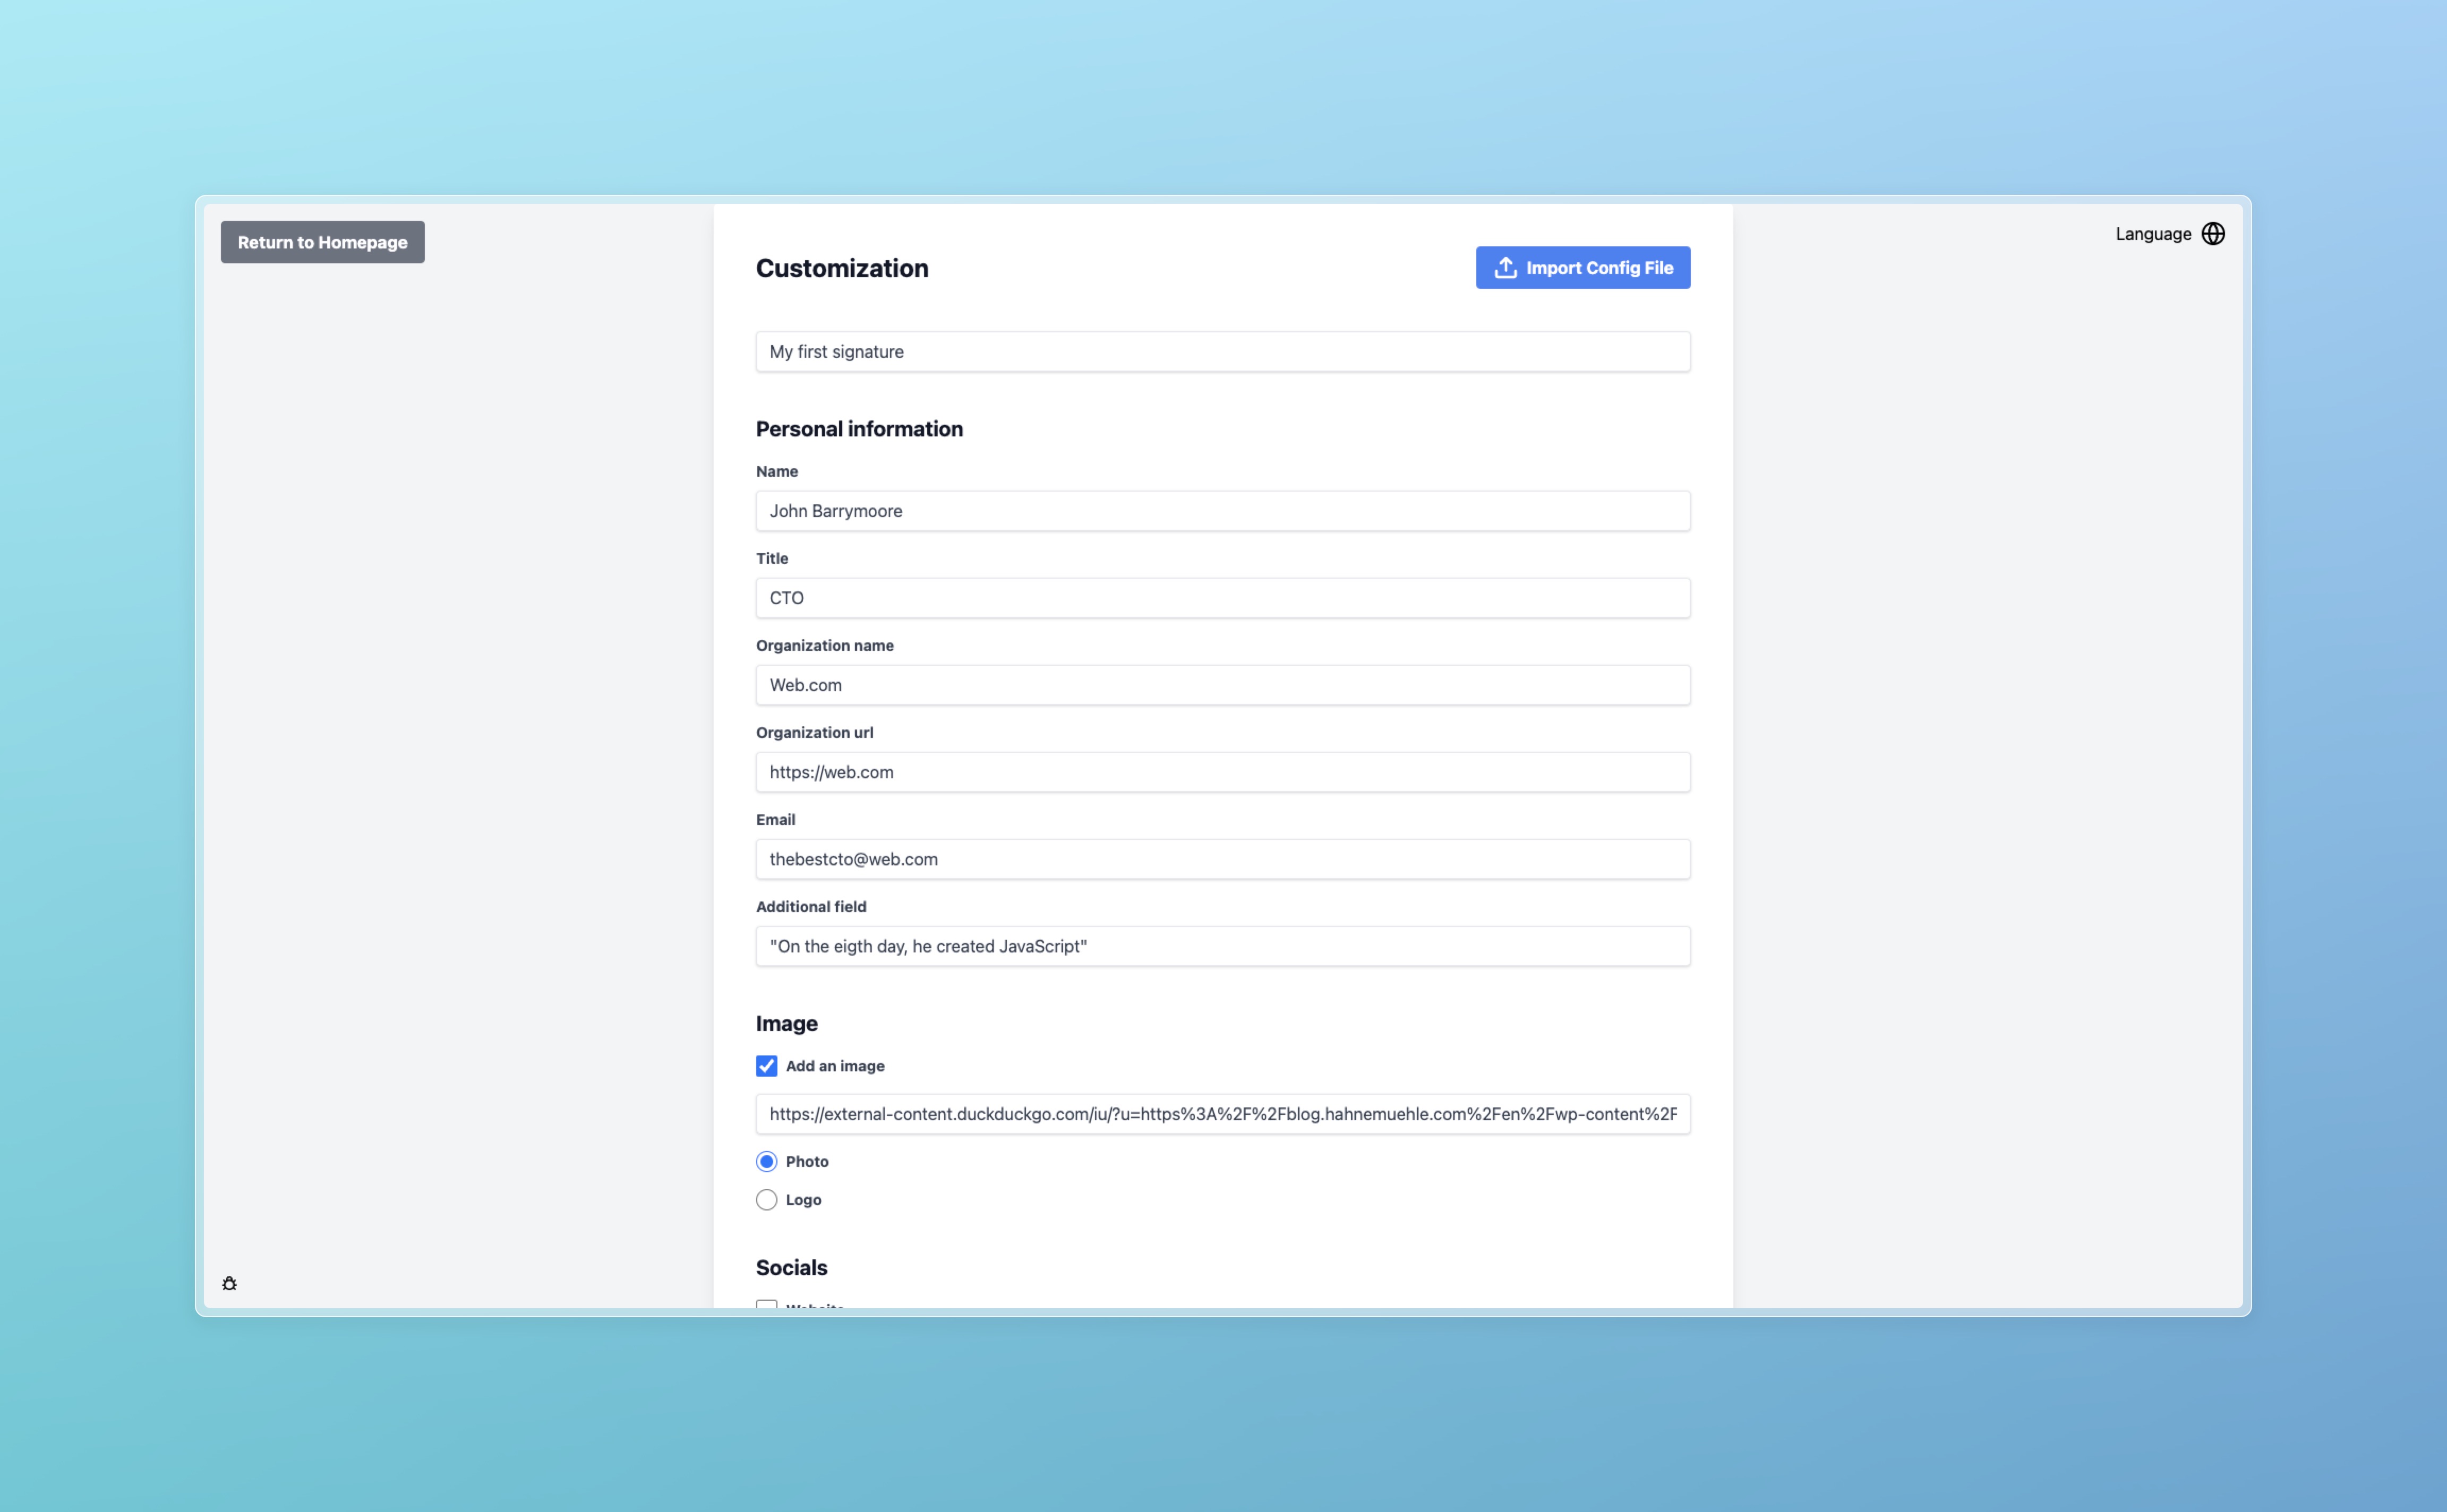 Return to Homepage
Language
Customization
Import Config File
My first signature
Personal information
Name
John Barrymoore
Title
CTO
Organization name
Web.com
Organization url
https://web.com
Email
thebestcto@web.com
Additional field
"On the eigth day, he created JavaScript"
Image
Add an image
https://external-content.duckduckgo.com/iu/?u=https%3A%2F%2Fblog.hahnemuehle.com%2Fen%2Fwp-content%2F
Photo
Logo
Socials
Website